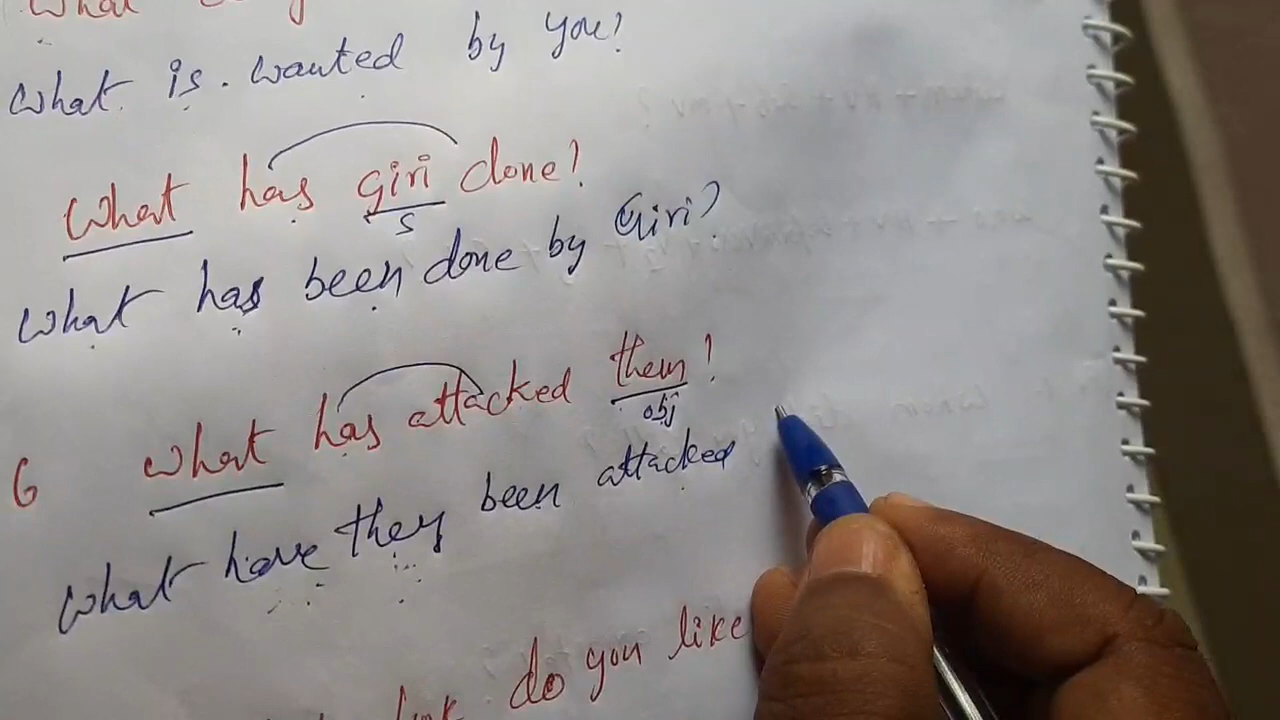 What
What is wanted by you?
What has giri done?
s
What has been done by Giri?
6 What has attacked them?
obj
What have they been attacked
do you like